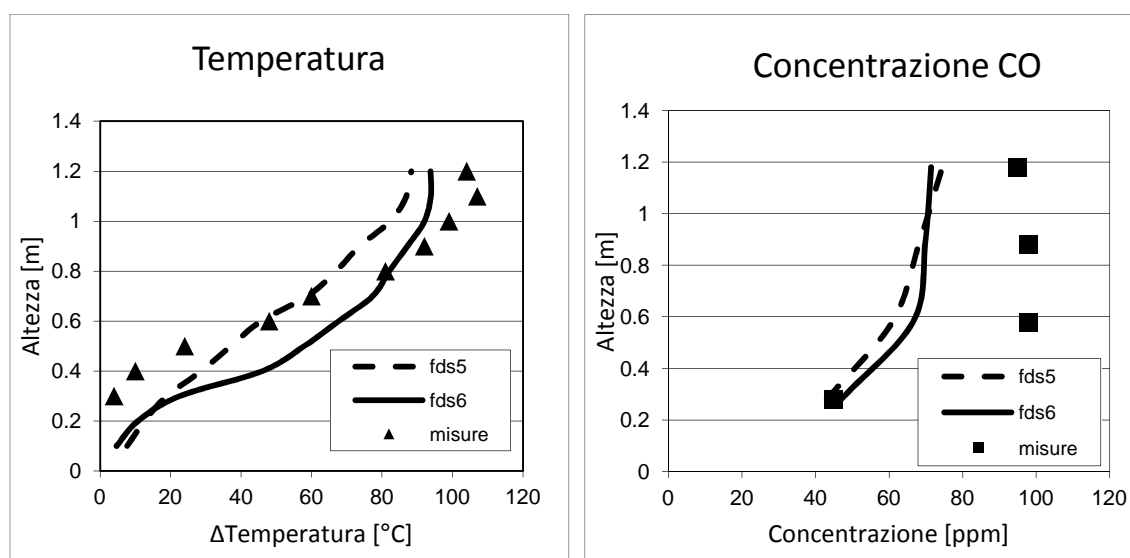 Temperatura
1.4
1.2
1
0.8
0.6
0.4
0.2
0
Altezza [m]
fds5
fds6
misure
0 20 40 60 80 100 120
ΔTemperatura [°C]
Concentrazione CO
1.4
1.2
1
0.8
0.6
0.4
0.2
0
Altezza [m]
fds5
fds6
misure
0 20 40 60 80 100 120
Concentrazione [ppm]